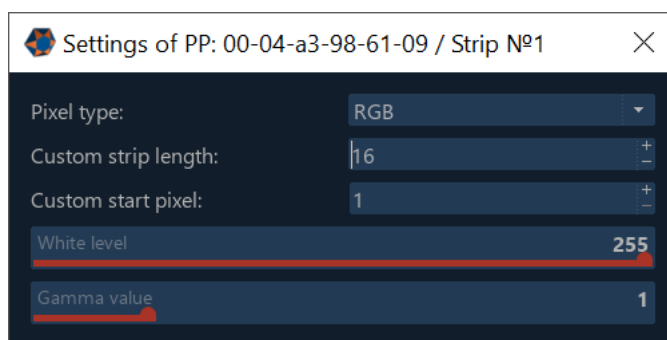 Settings of PP: 00-04-a3-98-61-09 / Strip №1
Pixel type: RGB
Custom strip length: 16
Custom start pixel: 1
White level 255
Gamma value 1